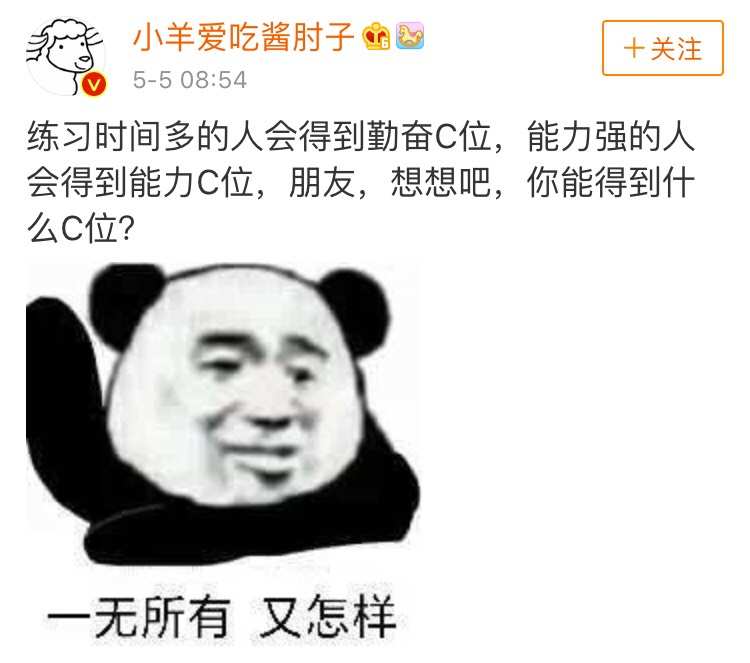 小羊爱吃酱肘子
5-5 08:54
+关注
练习时间多的人会得到勤奋C位，能力强的人
会得到能力C位，朋友，想想吧，你能得到什
么C位？
一无所有 又怎样